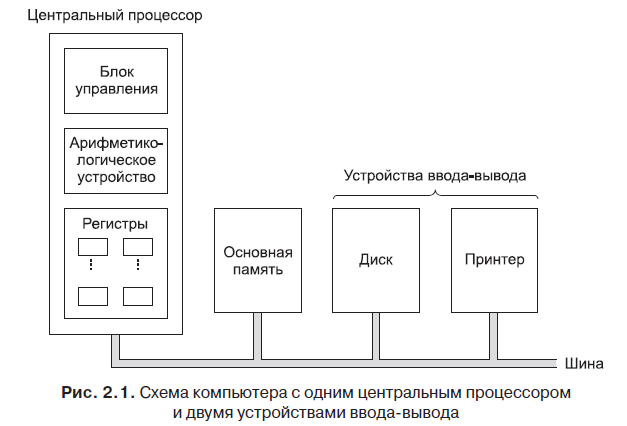 Центральный процессор
Блок
управления
Арифметико-
логическое
устройство
Регистры
Устройства ввода-вывода
Основная
память
Диск
Принтер
Шина
Рис. 2.1. Схема компьютера с одним центральным процессором
и двумя устройствами ввода-вывода